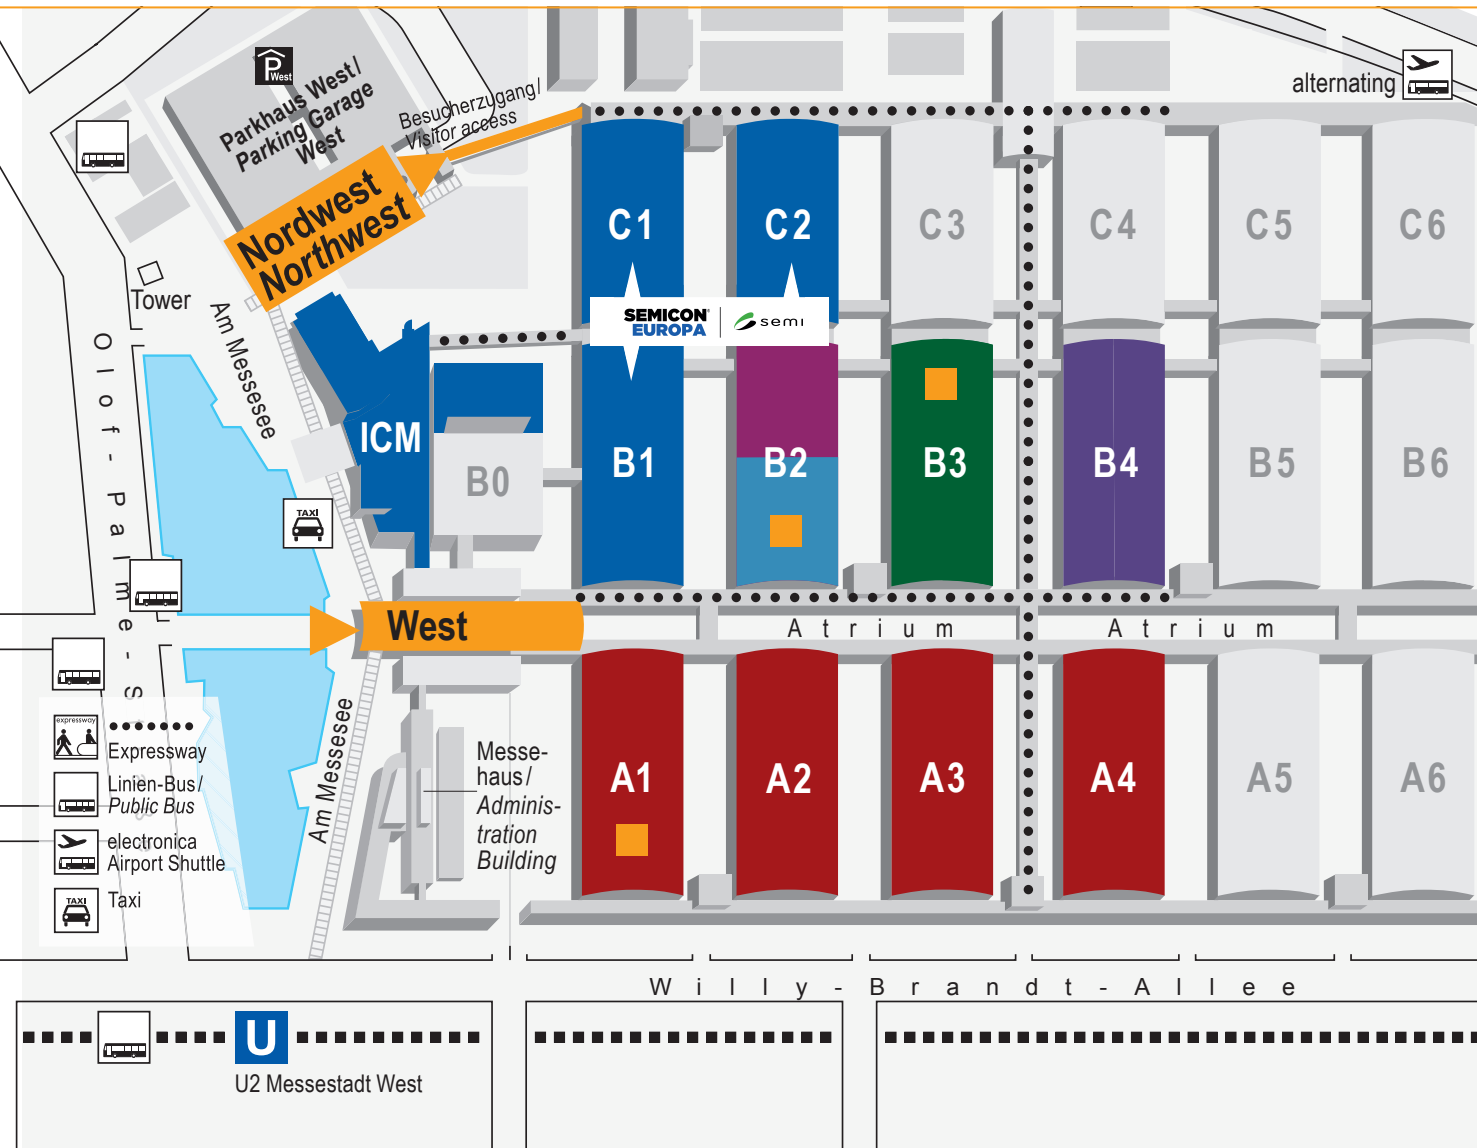 P
West
Parkhaus West/
Parking Garage
West
Besucherzugang/
Visitor access
alternating
Nordwest
Northwest
C1
C2
C3
C4
C5
C6
Tower
Am Messesee
Olof-Palme-S
SEMICON®
EUROPA
semi
ICM
B0
B1
B2
B3
B4
B5
B6
TAXI
West
Atrium
Atrium
A1
A2
A3
A4
A5
A6
Am Messesee
Messe-
haus/
Adminis-
tration
Building
expressway
Expressway
Linien-Bus/
Public Bus
electronica
Airport Shuttle
TAXI
Taxi
Willy-Brandt-Allee
U
U2 Messestadt West